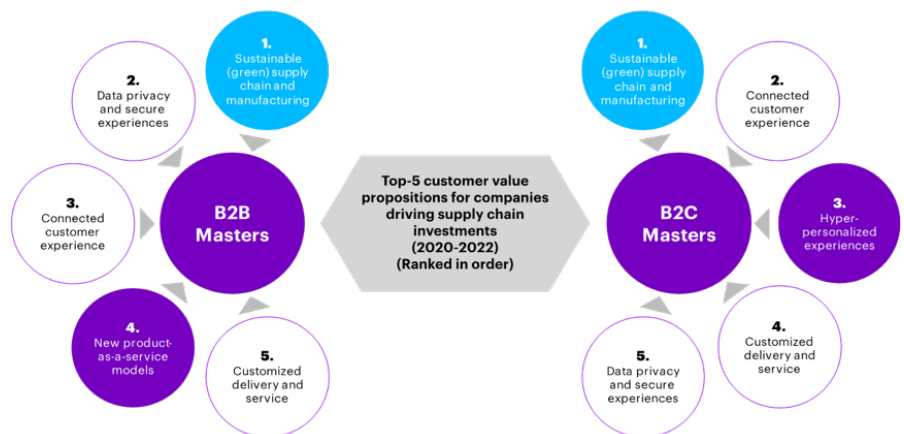 B2B
Masters
1.
Sustainable
(green) supply
chain and
manufacturing
2.
Data privacy
and secure
experiences
3.
Connected
customer
experience
4.
New product-
as-a-service
models
5.
Customized
delivery and
service
Top-5 customer value
propositions for companies
driving supply chain
investments
(2020-2022)
(Ranked in order)
B2C
Masters
1.
Sustainable
(green) supply
chain and
manufacturing
2.
Connected
customer
experience
3.
Hyper-
personalized
experiences
4.
Customized
delivery and
service
5.
Data privacy
and secure
experiences